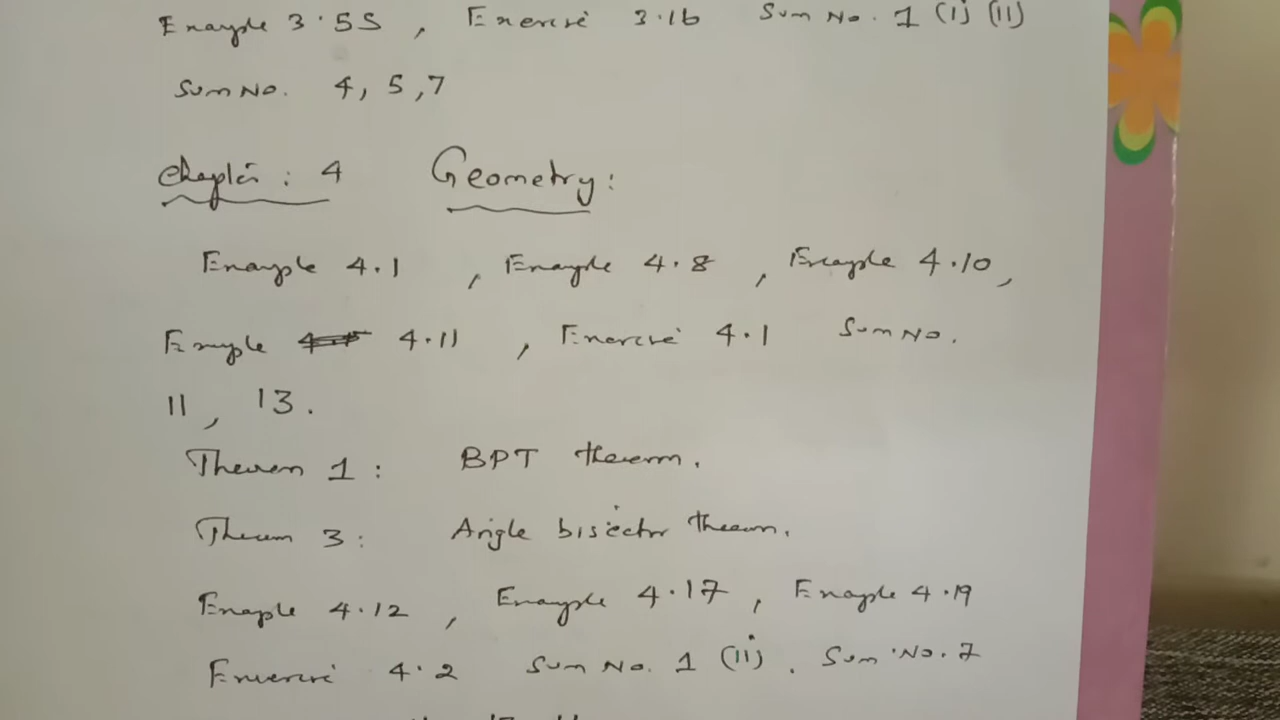 Example 3.55, Exercise 3.16 Sum No. 1 (i) (ii)
Sum No. 4, 5, 7
Chapter: 4 Geometry:
Example 4.1, Example 4.8, Example 4.10,
Example 4.11, Exercise 4.1 Sum No.
11, 13.
Theorem 1: BPT theorem.
Theorem 3: Angle bisector theorem.
Example 4.12, Example 4.17, Example 4.19
Exercise 4.2 Sum No. 1 (ii). Sum No. 7